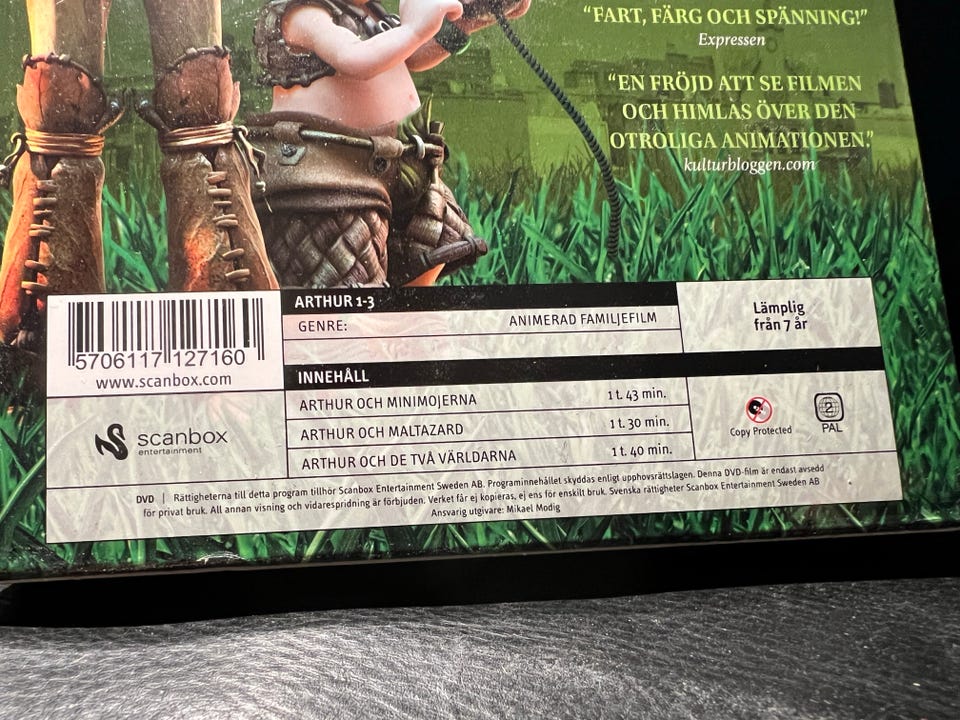 “FART, FÄRG OCH SPÄNNING!”
Expressen
“EN FRÖJD ATT SE FILMEN
OCH HIMLAS ÖVER DEN
OTROLIGA ANIMATIONEN.”
kulturbloggen.com
5706117 127160
www.scanbox.com
ARTHUR 1-3
GENRE: ANIMERAD FAMILJEFILM
Lämplig
från 7 år
INNEHÅLL
ARTHUR OCH MINIMOJERNA 1 t. 43 min.
ARTHUR OCH MALTAZARD 1 t. 30 min.
ARTHUR OCH DE TVÅ VÄRLDARNA 1 t. 40 min.
scanbox
entertainment
Copy Protected
2
PAL
DVD | Rättigheterna till detta program tillhör Scanbox Entertainment Sweden AB. Programinnehållet skyddas enligt upphovsrättslagen. Denna DVD-film är endast avsedd
för privat bruk. All annan visning och vidarespridning är förbjuden. Verket får ej kopieras, ej ens för enskilt bruk. Svenska rättigheter Scanbox Entertainment Sweden AB
Ansvarig utgivare: Mikael Modig